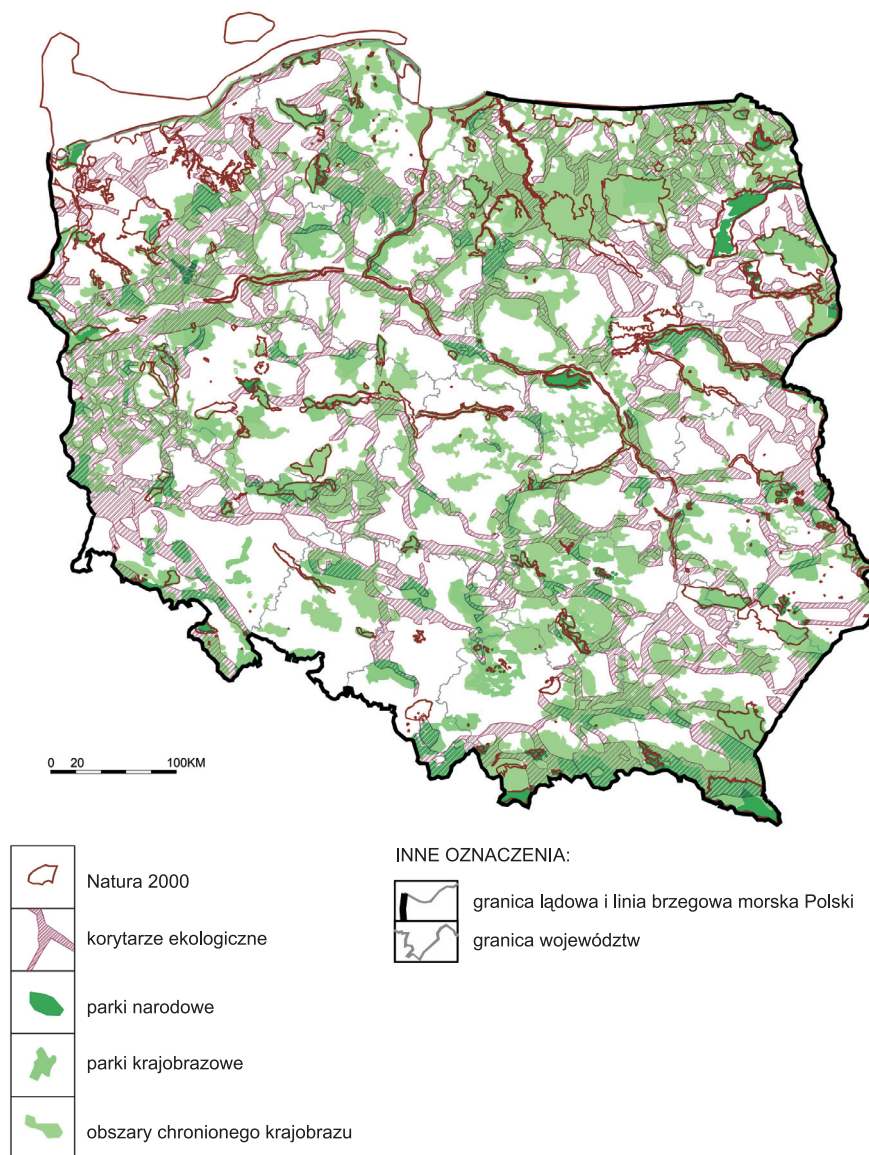 0 20 100KM
Natura 2000
korytarze ekologiczne
parki narodowe
parki krajobrazowe
obszary chronionego krajobrazu
INNE OZNACZENIA:
granica lądowa i linia brzegowa morska Polski
granica województw